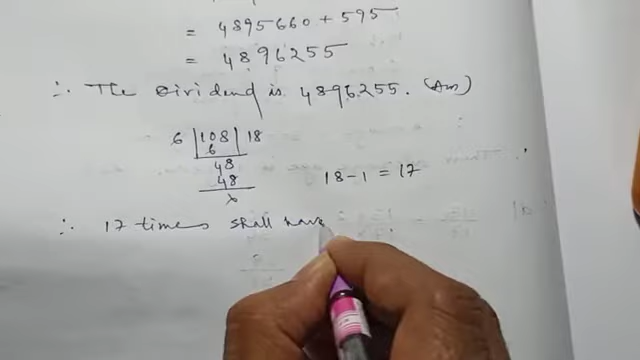 = 4895660 + 595
= 4896255
∴ The Dividend is 4896255. (Ans)
6 | 108 | 18
6
48
48
x
18 - 1 = 17
∴ 17 times shall have